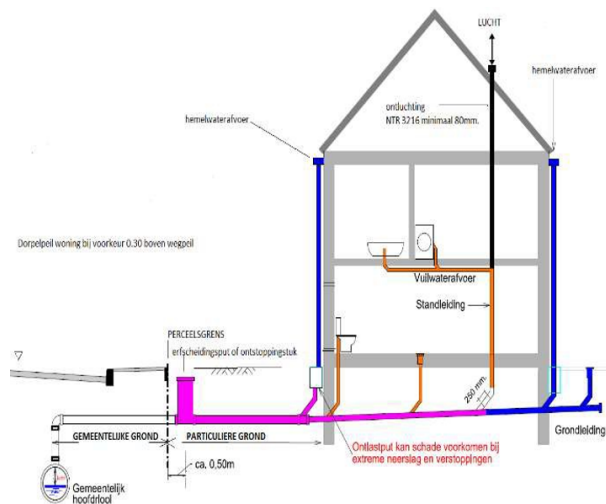 LUCHT
hemelwaterafvoer
ontluchting
NTR 3216 minimaal 80mm.
hemelwaterafvoer
Dorpelpeil woning bij voorkeur 0.30 boven wegpeil
Vuilwaterafvoer
Standleiding
PERCEELSGRENS
erfscheidingsput of ontstoppingstuk
250 mm.
Grondleiding
GEMEENTELIJKE GROND
PARTICULIERE GROND
Ontlastput kan schade voorkomen bij
extreme neerslag en verstoppingen
ca. 0,50m
Gemeentelijk
hoofdriool